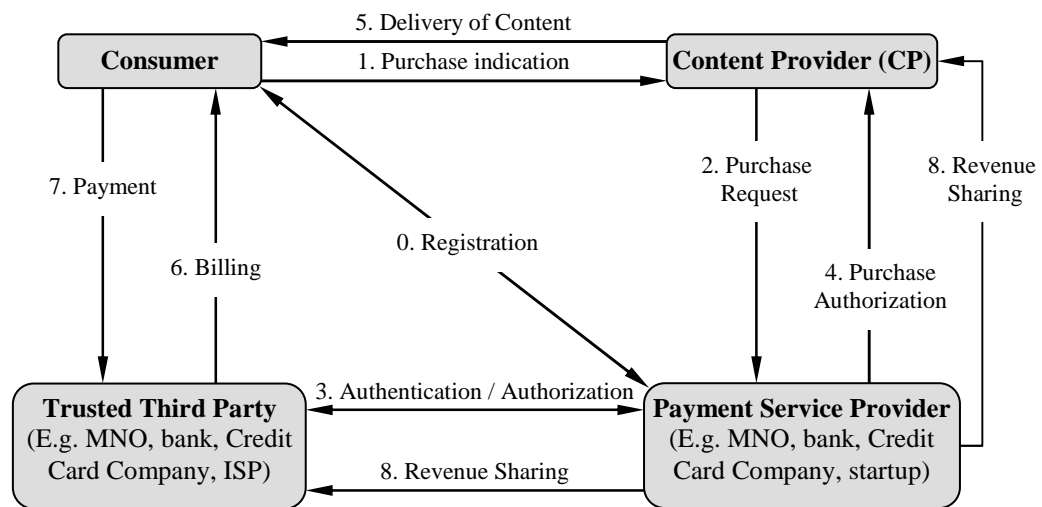 5. Delivery of Content
Consumer
Content Provider (CP)
1. Purchase indication
7. Payment
2. Purchase
Request
8. Revenue
Sharing
0. Registration
6. Billing
4. Purchase
Authorization
3. Authentication / Authorization
Trusted Third Party
(E.g. MNO, bank, Credit
Card Company, ISP)
Payment Service Provider
(E.g. MNO, bank, Credit
Card Company, startup)
8. Revenue Sharing